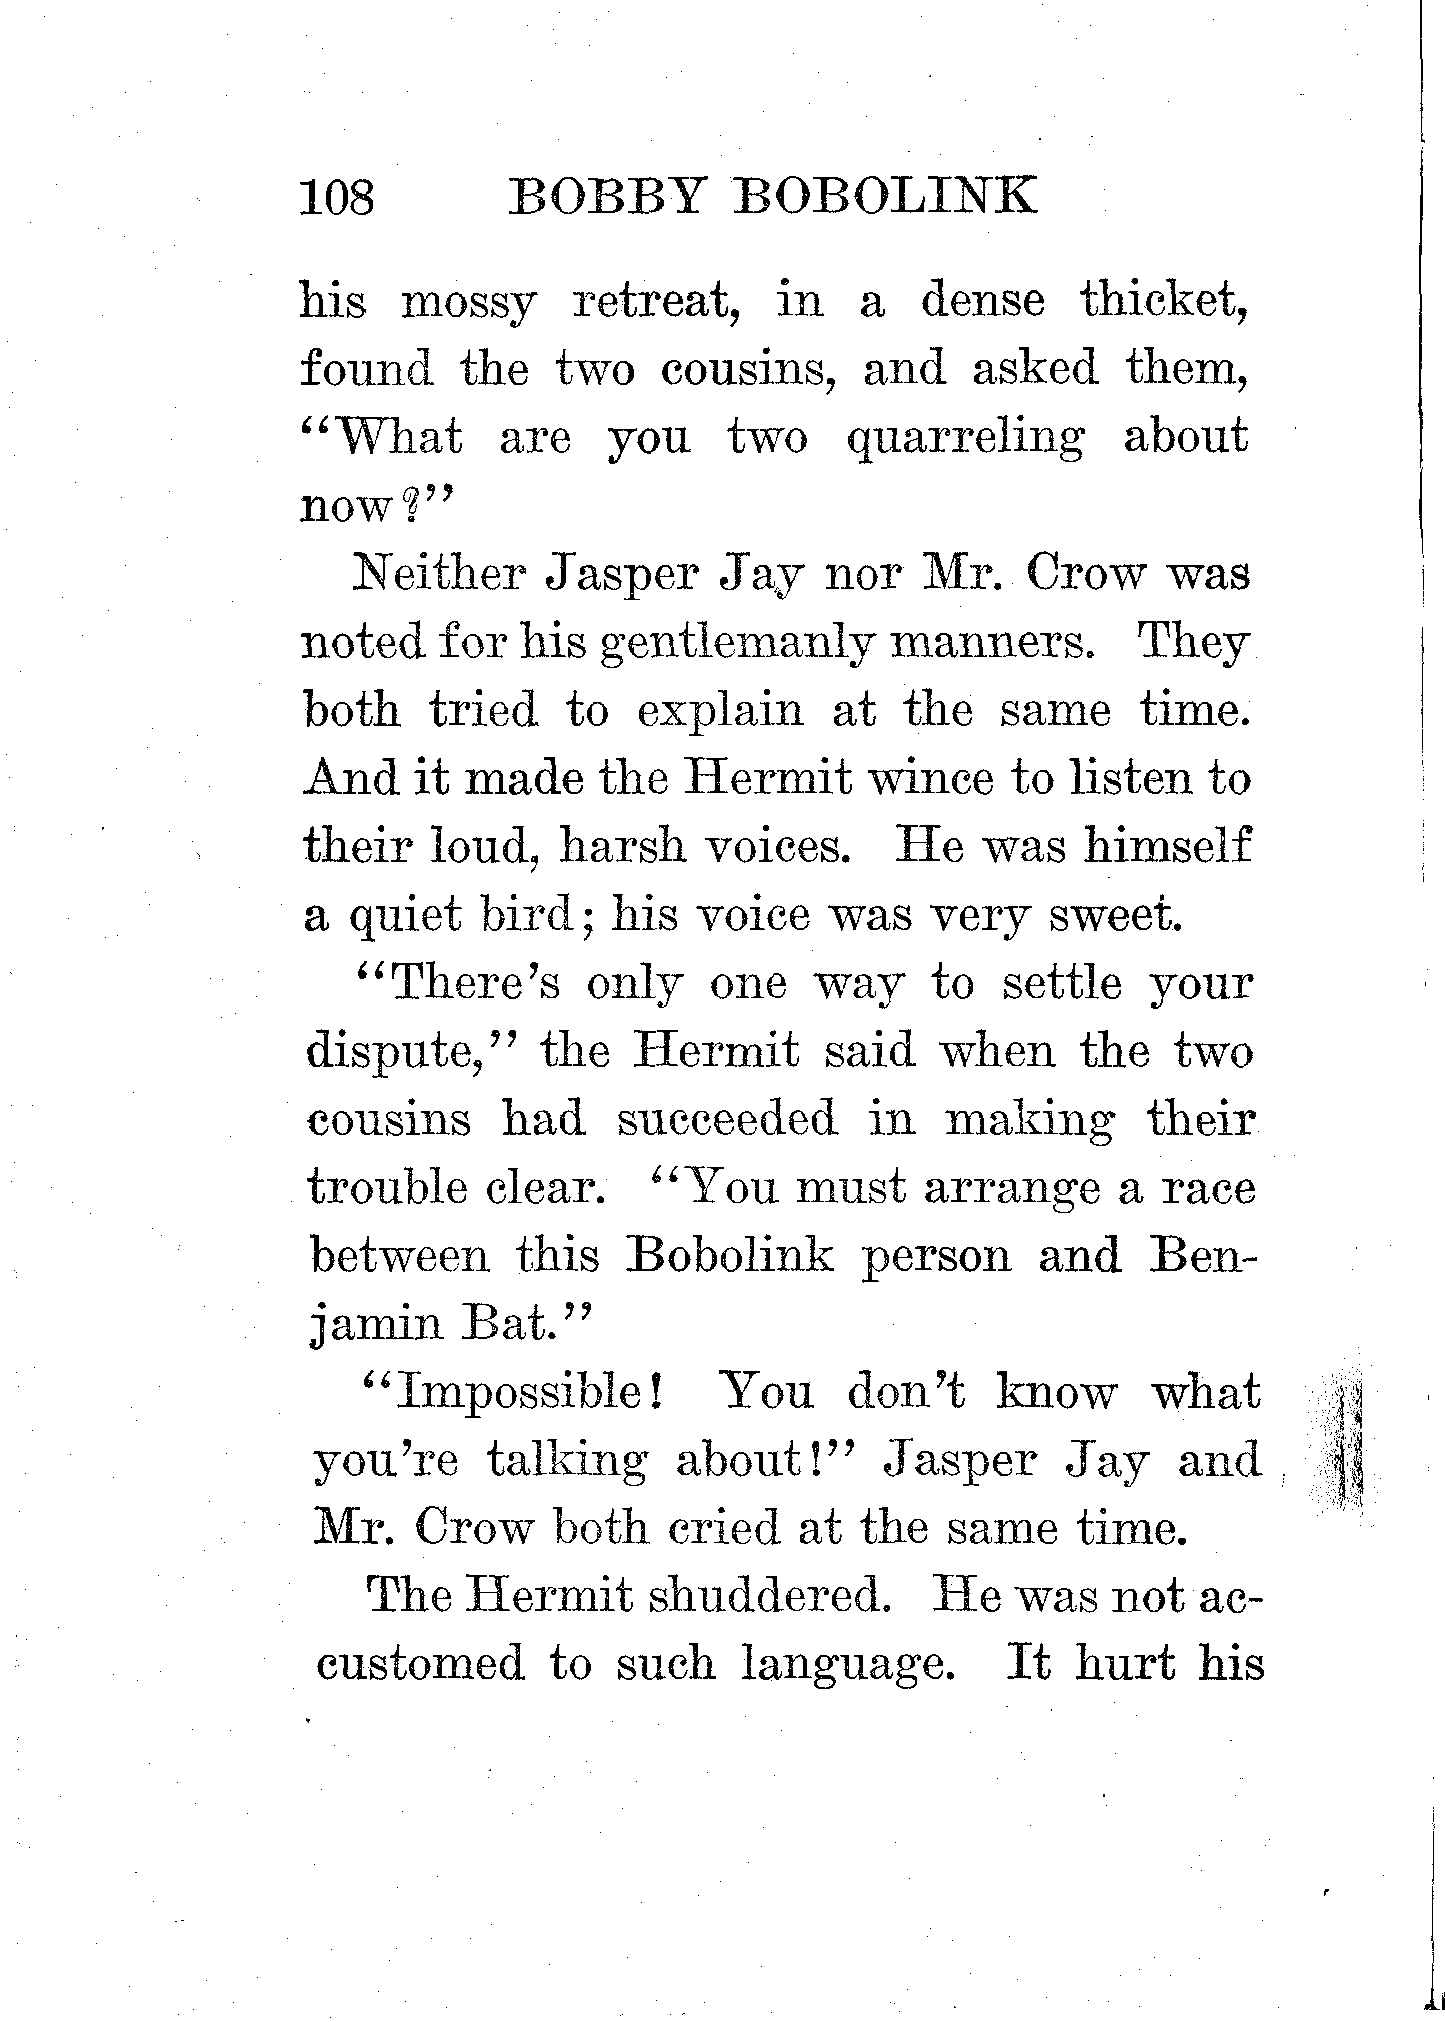 108 BOBBY BOBOLINK
his mossy retreat, in a dense thicket,
found the two cousins, and asked them,
“What are you two quarreling about
now?”
Neither Jasper Jay nor Mr. Crow was
noted for his gentlemanly manners. They
both tried to explain at the same time.
And it made the Hermit wince to listen to
their loud, harsh voices. He was himself
a quiet bird; his voice was very sweet.
“There’s only one way to settle your
dispute,” the Hermit said when the two
cousins had succeeded in making their
trouble clear. “You must arrange a race
between this Bobolink person and Ben-
jamin Bat.”
“Impossible! You don’t know what
you’re talking about!” Jasper Jay and
Mr. Crow both cried at the same time.
The Hermit shuddered. He was not ac-
customed to such language. It hurt his